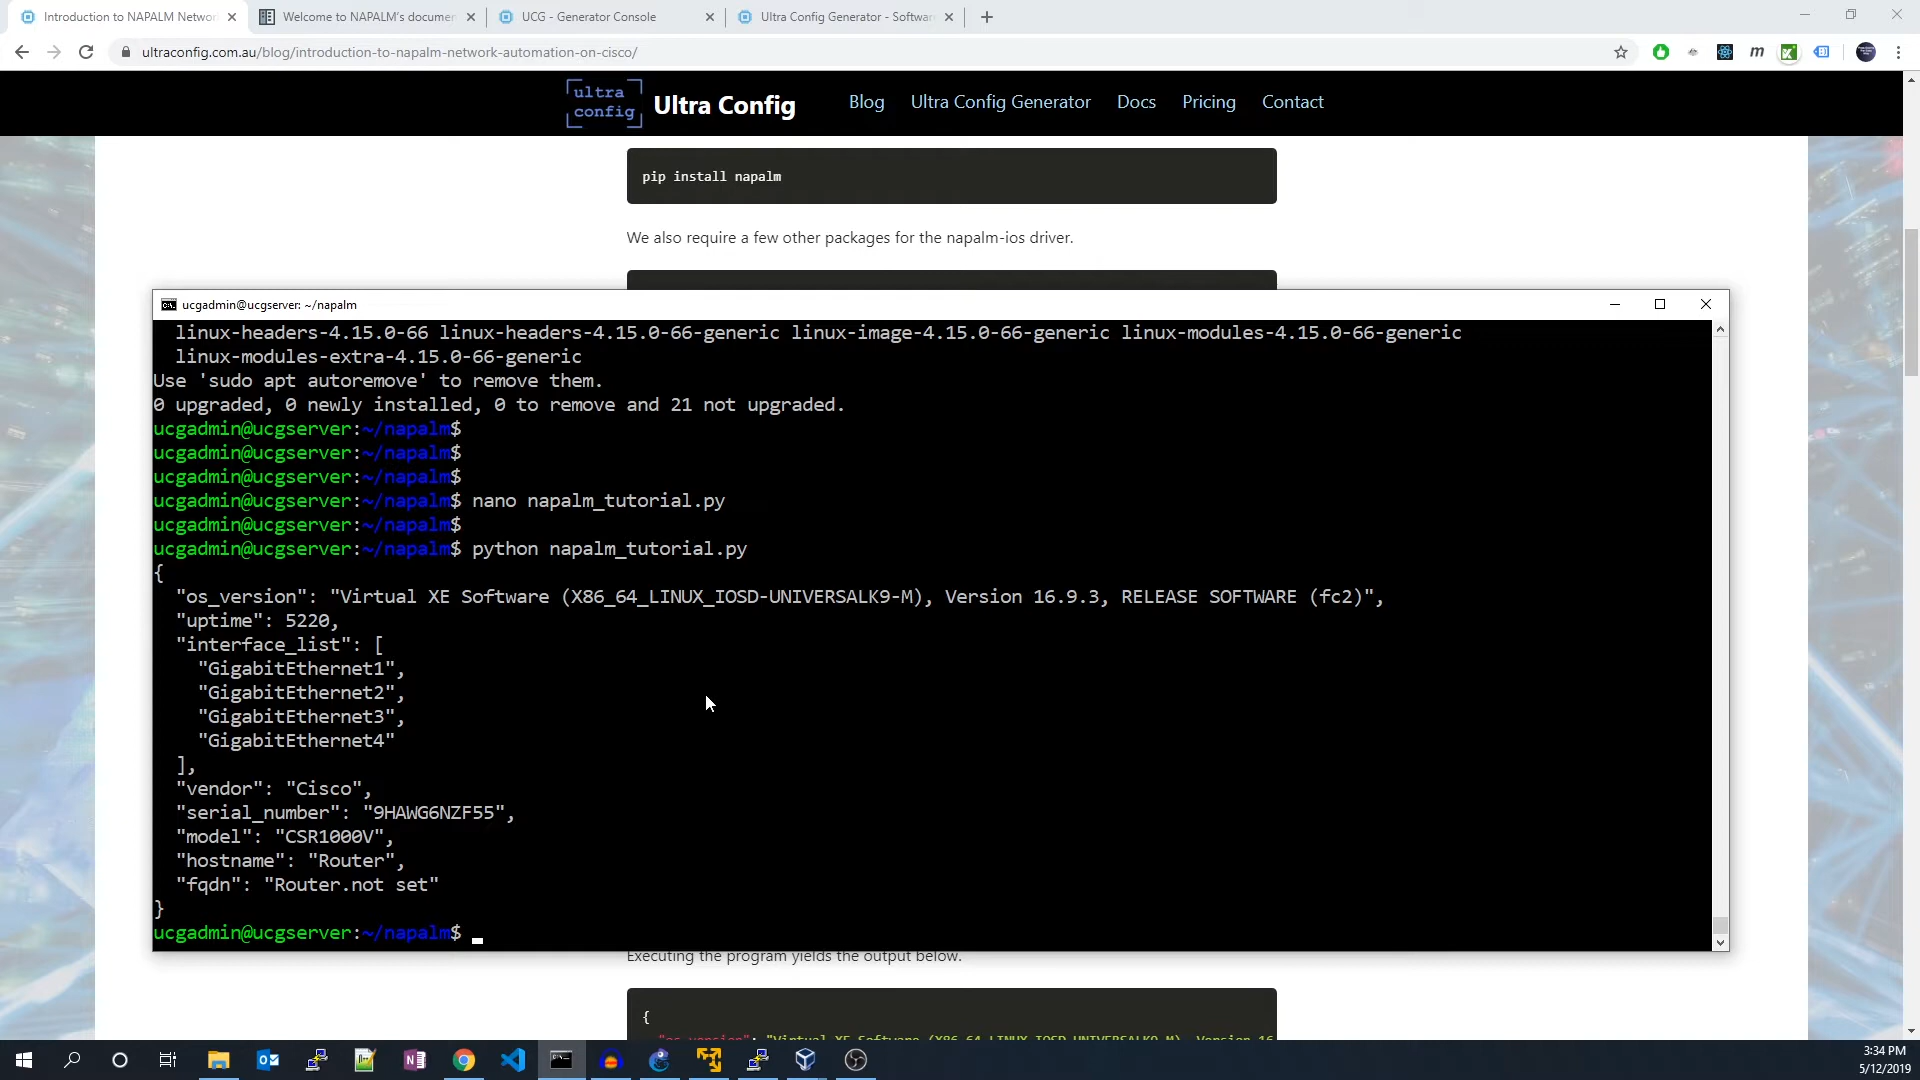 Introduction to NAPALM Networ
Welcome to NAPALM's documen
UCG - Generator Console
Ultra Config Generator - Softwar
ultraconfig.com.au/blog/introduction-to-napalm-network-automation-on-cisco/
ultra
config
Ultra Config
Blog
Ultra Config Generator
Docs
Pricing
Contact
pip install napalm
We also require a few other packages for the napalm-ios driver.
ucgadmin@ucgserver: ~/napalm
linux-headers-4.15.0-66 linux-headers-4.15.0-66-generic linux-image-4.15.0-66-generic linux-modules-4.15.0-66-generic
linux-modules-extra-4.15.0-66-generic
Use 'sudo apt autoremove' to remove them.
0 upgraded, 0 newly installed, 0 to remove and 21 not upgraded.
ucgadmin@ucgserver:~/napalm$
ucgadmin@ucgserver:~/napalm$
ucgadmin@ucgserver:~/napalm$
ucgadmin@ucgserver:~/napalm$ nano napalm_tutorial.py
ucgadmin@ucgserver:~/napalm$
ucgadmin@ucgserver:~/napalm$ python napalm_tutorial.py
{
"os_version": "Virtual XE Software (X86_64_LINUX_IOSD-UNIVERSALK9-M), Version 16.9.3, RELEASE SOFTWARE (fc2)",
"uptime": 5220,
"interface_list": [
"GigabitEthernet1",
"GigabitEthernet2",
"GigabitEthernet3",
"GigabitEthernet4"
],
"vendor": "Cisco",
"serial_number": "9HAWG6NZF55",
"model": "CSR1000V",
"hostname": "Router",
"fqdn": "Router.not set"
}
ucgadmin@ucgserver:~/napalm$
Executing the program yields the output below.
{
"os_version": "Virtual XE Software (X86_64_LINUX_IOSD-UNIVERSALK9-M), Version 16
3:34 PM
5/12/2019